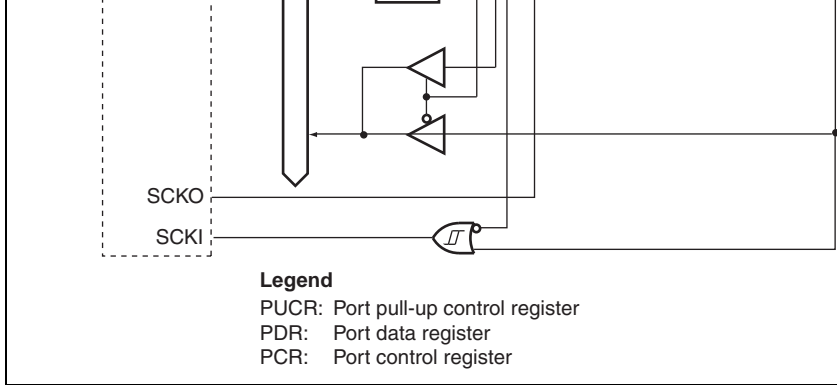 SCKO
SCKI
Legend
PUCR: Port pull-up control register
PDR: Port data register
PCR: Port control register